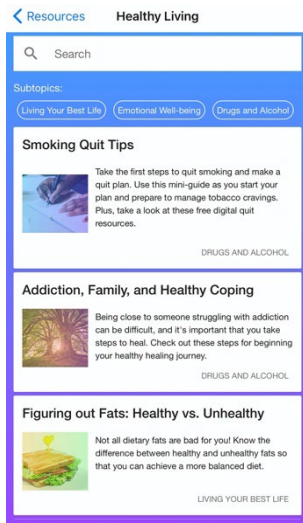 Resources
Healthy Living
Search
Subtopics:
Living Your Best Life
Emotional Well-being
Drugs and Alcohol
Smoking Quit Tips
Take the first steps to quit smoking and make a
quit plan. Use this mini-guide as you start your
plan and prepare to manage tobacco cravings.
Plus, take a look at these free digital quit
resources.
DRUGS AND ALCOHOL
Addiction, Family, and Healthy Coping
Being close to someone struggling with addiction
can be difficult, and it's important that you take
steps to heal. Check out these steps for beginning
your healthy healing journey.
DRUGS AND ALCOHOL
Figuring out Fats: Healthy vs. Unhealthy
Not all dietary fats are bad for you! Know the
difference between healthy and unhealthy fats so
that you can achieve a more balanced diet.
LIVING YOUR BEST LIFE